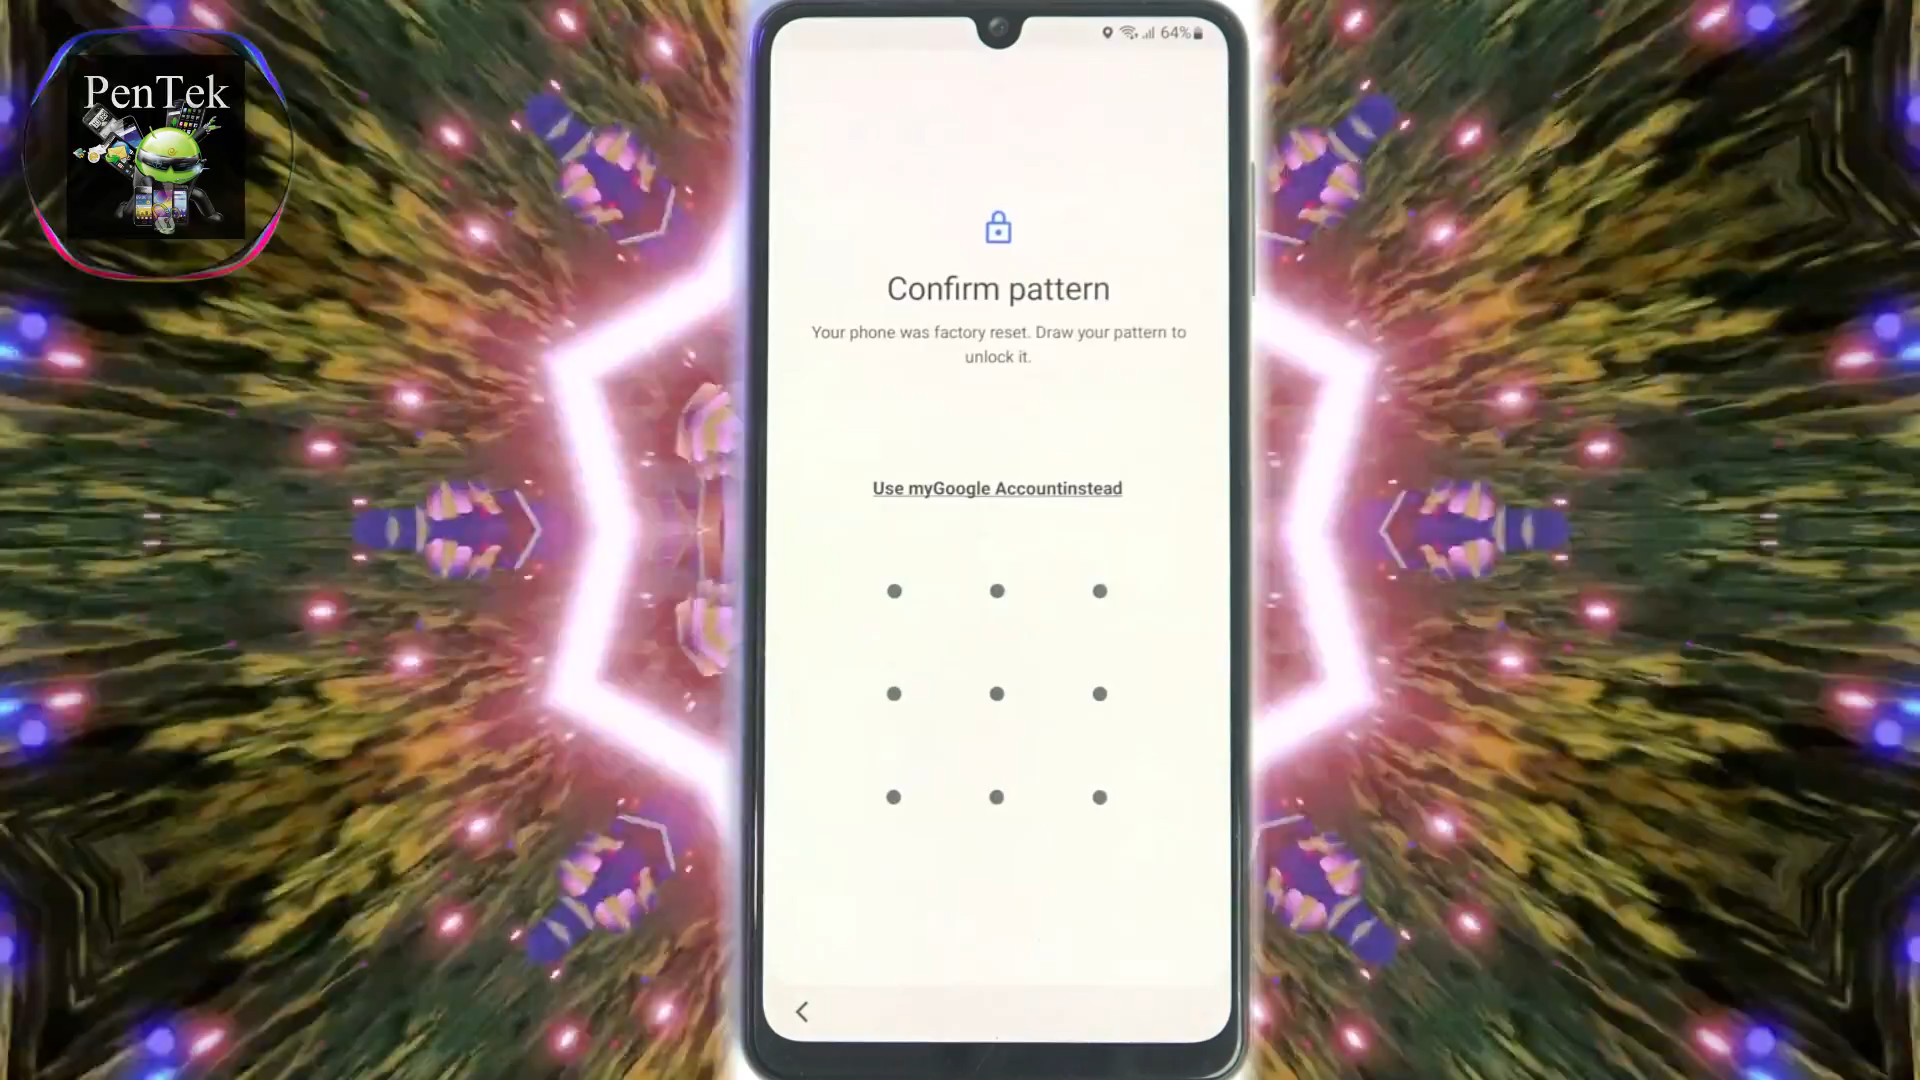 PenTek
64%
Confirm pattern
Your phone was factory reset. Draw your pattern to
unlock it.
Use myGoogle Accountinstead